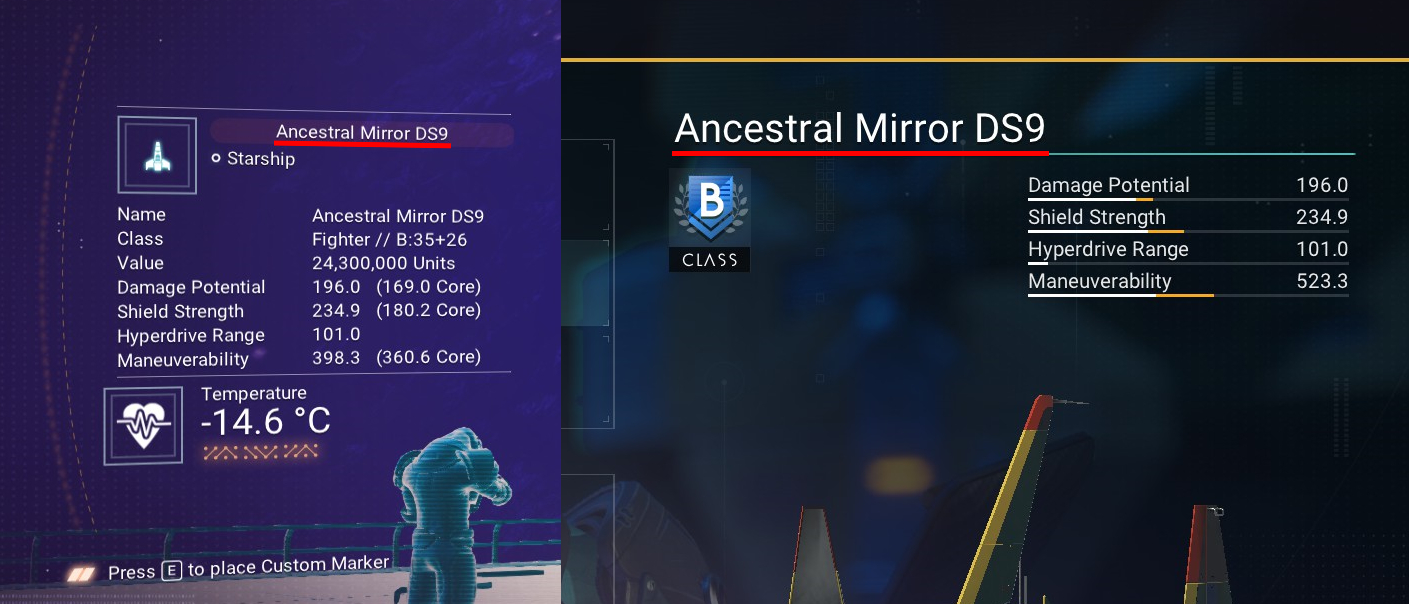 Ancestral Mirror DS9
Starship
Name Ancestral Mirror DS9
Class Fighter // B:35+26
Value 24,300,000 Units
Damage Potential 196.0 (169.0 Core)
Shield Strength 234.9 (180.2 Core)
Hyperdrive Range 101.0
Maneuverability 398.3 (360.6 Core)
Temperature
-14.6 °C
Press E to place Custom Marker
Ancestral Mirror DS9
B
CLASS
Damage Potential 196.0
Shield Strength 234.9
Hyperdrive Range 101.0
Maneuverability 523.3